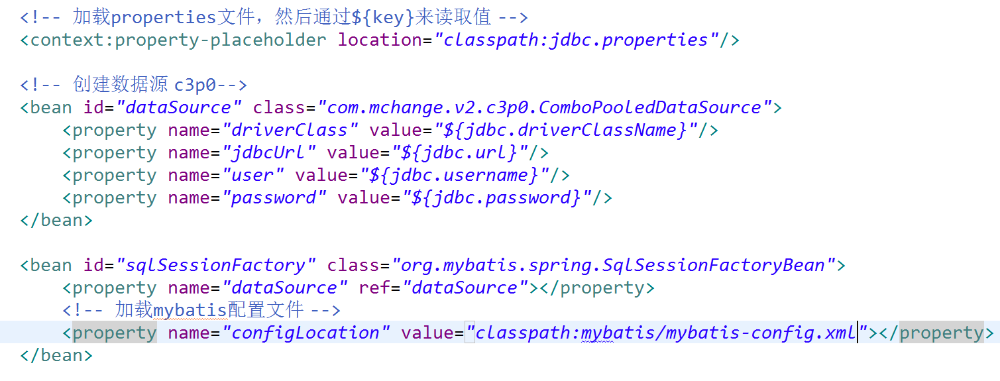 <!-- 加载properties文件，然后通过${key}来读取值 -->
<context:property-placeholder location="classpath:jdbc.properties"/>
<!-- 创建数据源 c3p0-->
<bean id="dataSource" class="com.mchange.v2.c3p0.ComboPooledDataSource">
<property name="driverClass" value="${jdbc.driverClassName}"/>
<property name="jdbcUrl" value="${jdbc.url}"/>
<property name="user" value="${jdbc.username}"/>
<property name="password" value="${jdbc.password}"/>
</bean>
<bean id="sqlSessionFactory" class="org.mybatis.spring.SqlSessionFactoryBean">
<property name="dataSource" ref="dataSource"></property>
<!-- 加载mybatis配置文件 -->
<property name="configLocation" value="classpath:mybatis/mybatis-config.xml"></property>
</bean>